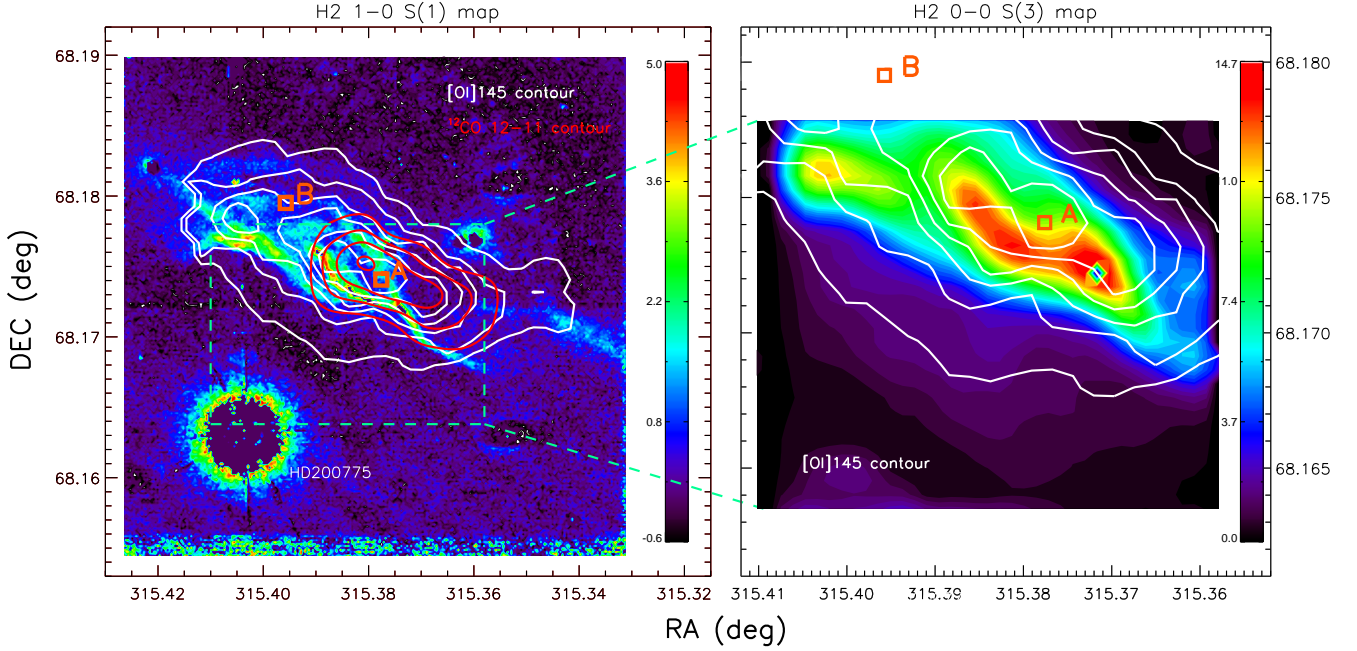 H2 1-0 S(1) map
H2 0-0 S(3) map
5.0
3.6
2.2
0.8
-0.6
14.7
11.0
7.4
3.7
0.0
[OI]145 contour
¹²CO 12-11 contour
B
A
HD200775
B
A
[OI]145 contour
68.19
68.18
68.17
68.16
68.180
68.175
68.170
68.165
315.42 315.40 315.38 315.36 315.34 315.32
315.41 315.40 315.39 315.38 315.37 315.36
DEC (deg)
RA (deg)